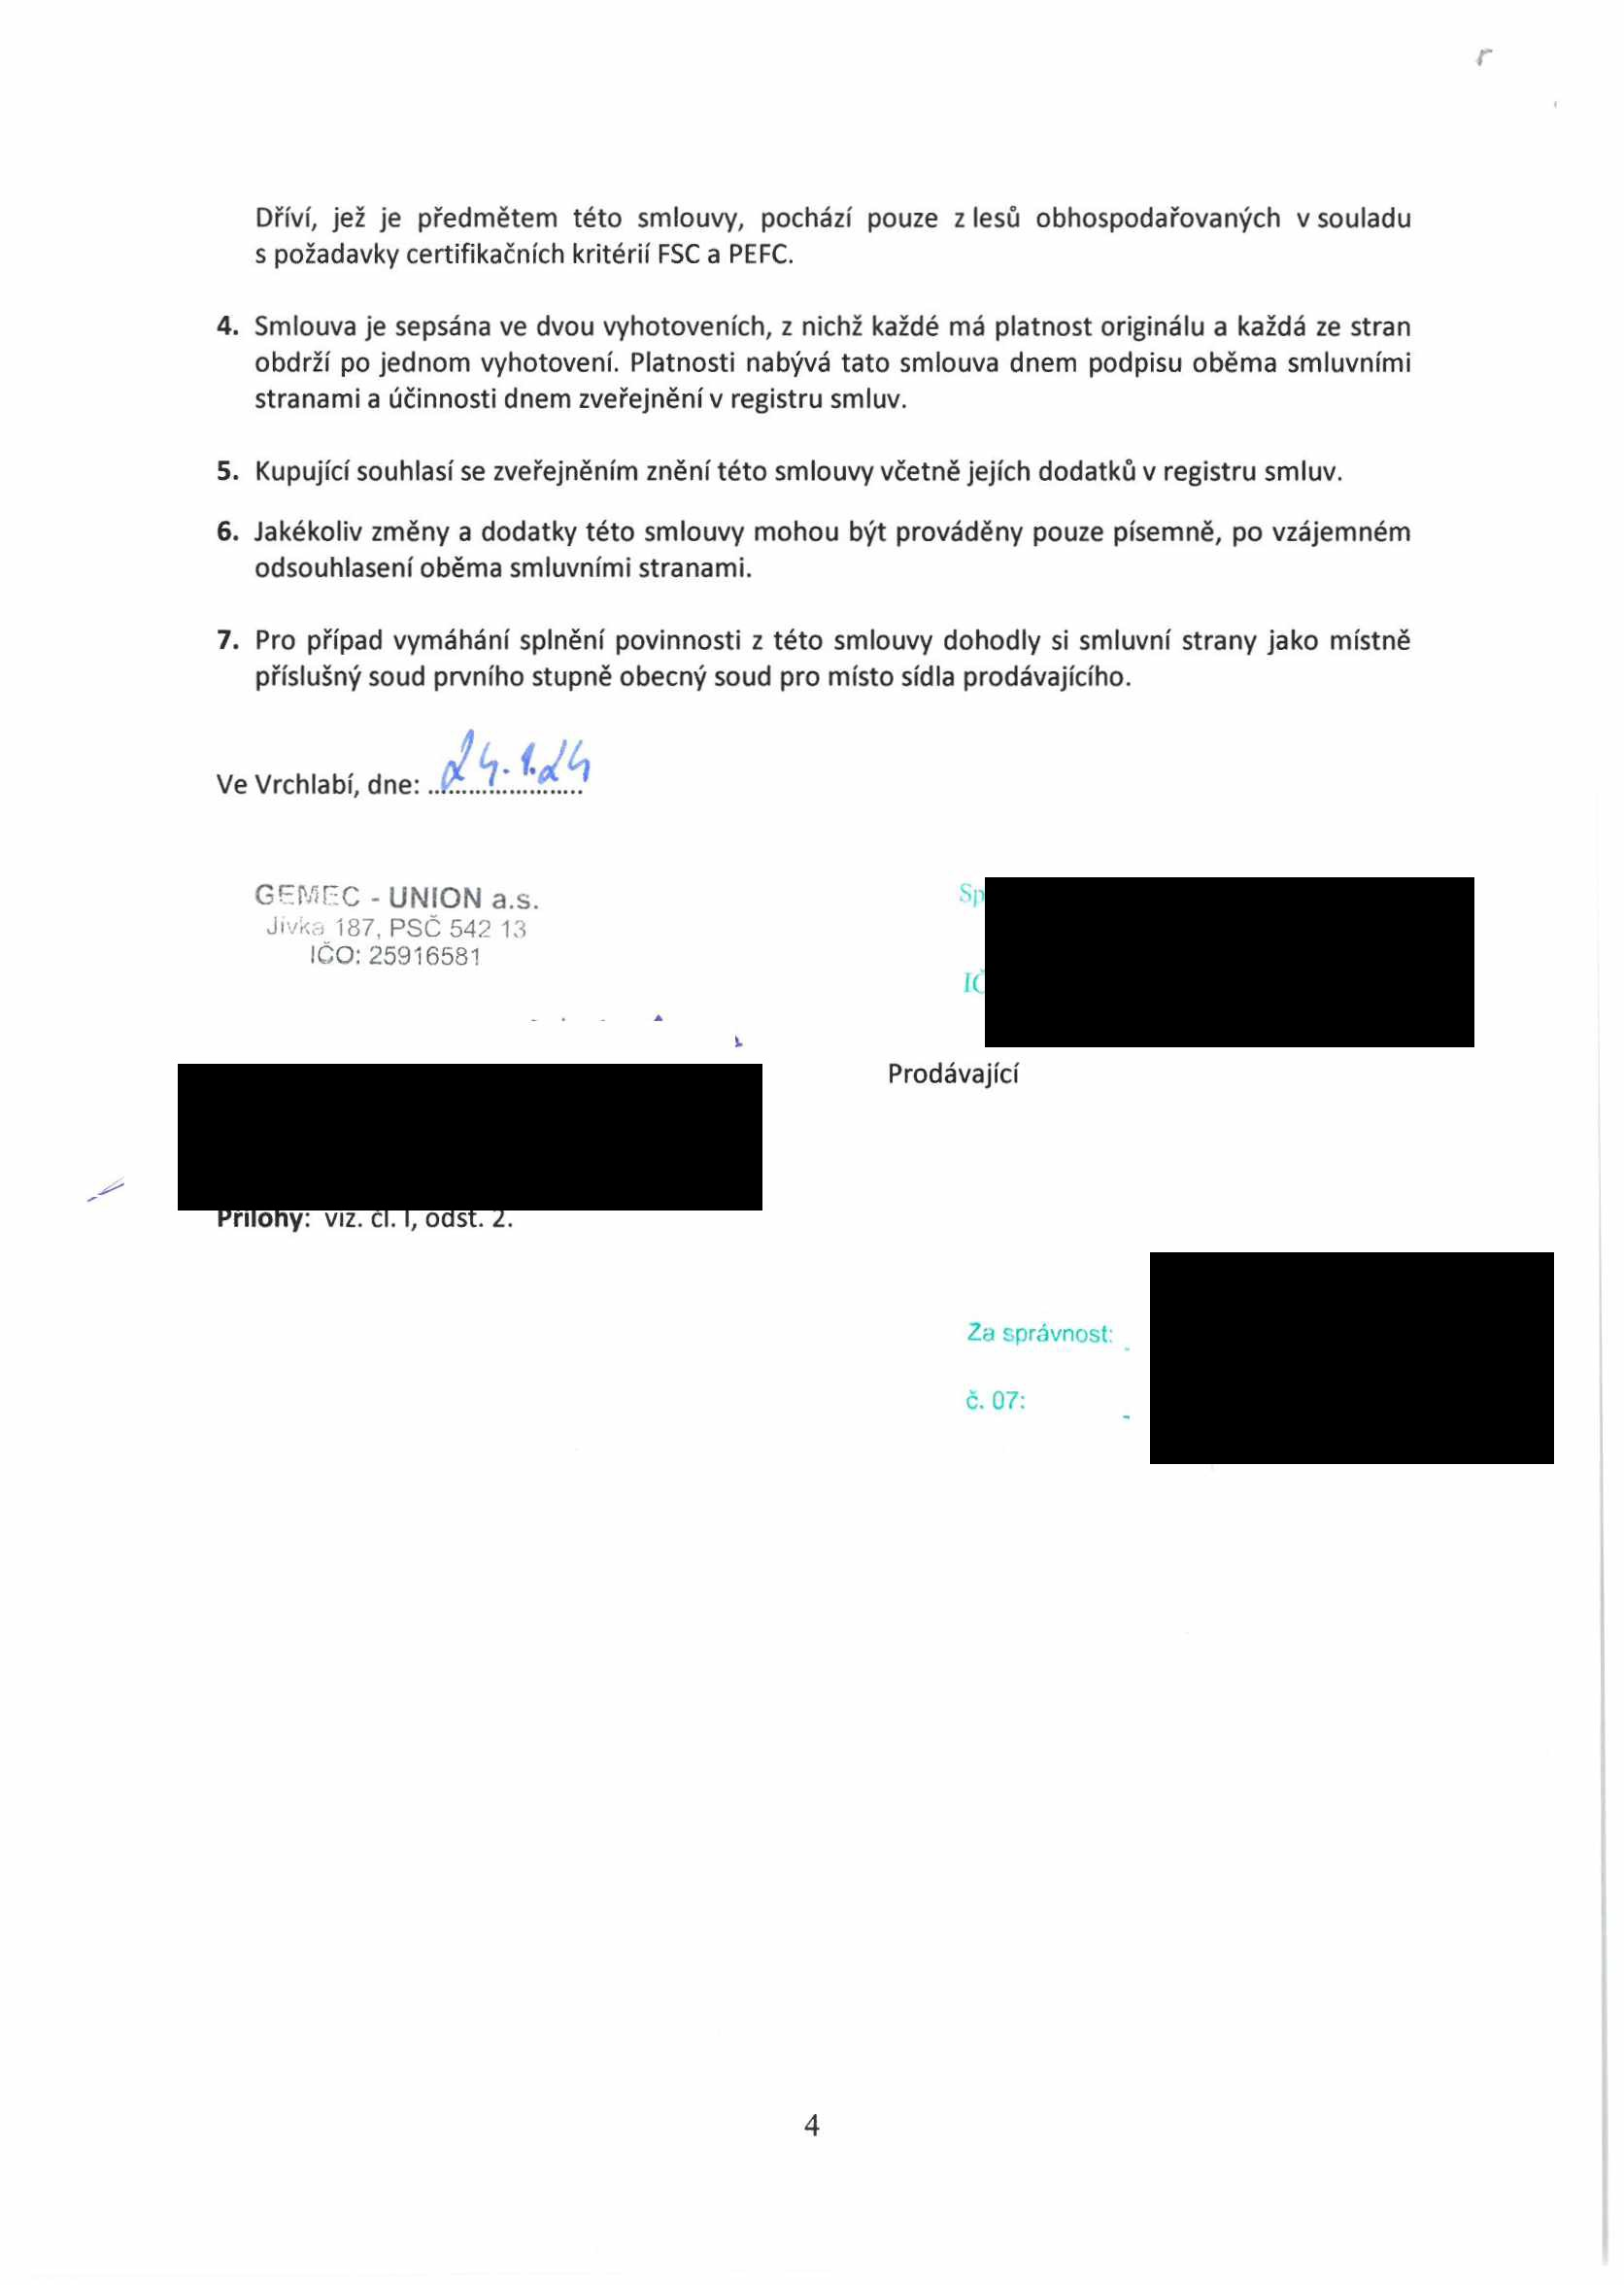 Dříví, jež je předmětem této smlouvy, pochází pouze z lesů obhospodařovaných v souladu
s požadavky certifikačních kritérií FSC a PEFC.
4. Smlouva je sepsána ve dvou vyhotoveních, z nichž každé má platnost originálu a každá ze stran
obdrží po jednom vyhotovení. Platnosti nabývá tato smlouva dnem podpisu oběma smluvními
stranami a účinnosti dnem zveřejnění v registru smluv.
5. Kupující souhlasí se zveřejněním znění této smlouvy včetně jejích dodatků v registru smluv.
6. Jakékoliv změny a dodatky této smlouvy mohou být prováděny pouze písemně, po vzájemném
odsouhlasení oběma smluvními stranami.
7. Pro případ vymáhání splnění povinnosti z této smlouvy dohodly si smluvní strany jako místně
příslušný soud prvního stupně obecný soud pro místo sídla prodávajícího.
Ve Vrchlabí, dne: 24.1.24
GEMEC - UNION a.s.
Jívka 187, PSČ 542 13
IČO: 25916581
Sp
IČ
Prodávající
Přílohy: viz. čl. I, odst. 2.
Za správnost:
č. 07:
4